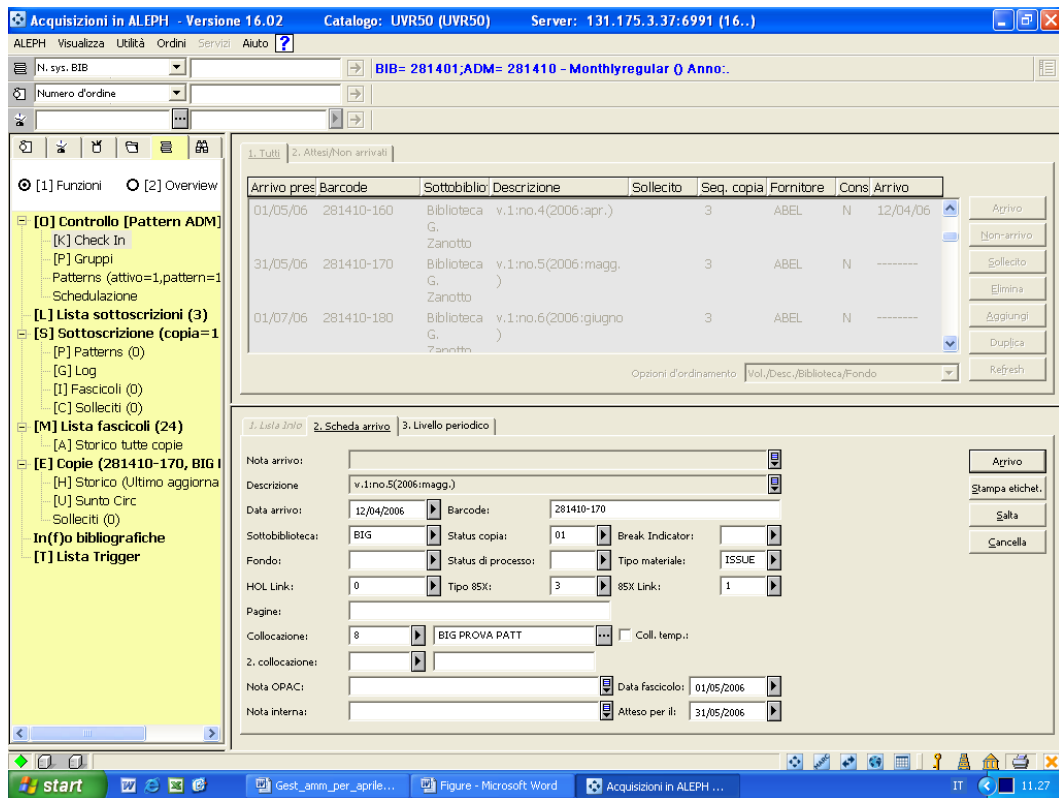 Acquisizioni in ALEPH - Versione 16.02 Catalogo: UVR50 (UVR50) Server: 131.175.3.37:6991 (16..)
ALEPH Visualizza Utilità Ordini Servizi Aiuto ?
N. sys. BIB BIB= 281401;ADM= 281410 - Monthlyregular () Anno:.
Numero d'ordine
[1] Funzioni [2] Overview
[O] Controllo [Pattern ADM]
[K] Check In
[P] Gruppi
Patterns (attivo=1,pattern=1
Schedulazione
[L] Lista sottoscrizioni (3)
[S] Sottoscrizione (copia=1
[P] Patterns (0)
[G] Log
[I] Fascicoli (0)
[C] Solleciti (0)
[M] Lista fascicoli (24)
[A] Storico tutte copie
[E] Copie (281410-170, BIG I
[H] Storico (Ultimo aggiorna
[U] Sunto Circ
Solleciti (0)
In(f)o bibliografiche
[T] Lista Trigger
1. Tutti 2. Attesi/Non arrivati
Arrivo pres Barcode Sottobiblio Descrizione Sollecito Seq. copia Fornitore Cons Arrivo
01/05/06 281410-160 Biblioteca v.1:no.4(2006:apr.) 3 ABEL N 12/04/06
G.
Zanotto
31/05/06 281410-170 Biblioteca v.1:no.5(2006:magg. 3 ABEL N --------
G. )
Zanotto
01/07/06 281410-180 Biblioteca v.1:no.6(2006:giugno 3 ABEL N --------
G. )
Zanotto
Arrivo
Non-arrivo
Sollecito
Elimina
Aggiungi
Duplica
Refresh
Opzioni d'ordinamento Vol./Desc./Biblioteca/Fondo
1. Lista Info 2. Scheda arrivo 3. Livello periodico
Nota arrivo:
Descrizione v.1:no.5(2006:magg.)
Data arrivo: 12/04/2006 Barcode: 281410-170
Sottobiblioteca: BIG Status copia: 01 Break Indicator:
Fondo: Status di processo: Tipo materiale: ISSUE
HOL Link: 0 Tipo 85X: 3 85X Link: 1
Pagine:
Collocazione: 8 BIG PROVA PATT ... Coll. temp.:
2. collocazione:
Nota OPAC: Data fascicolo: 01/05/2006
Nota interna: Atteso per il: 31/05/2006
Arrivo
Stampa etichet.
Salta
Cancella
start Gest_amm_per_aprile... Figure - Microsoft Word Acquisizioni in ALEPH ... IT 11.27